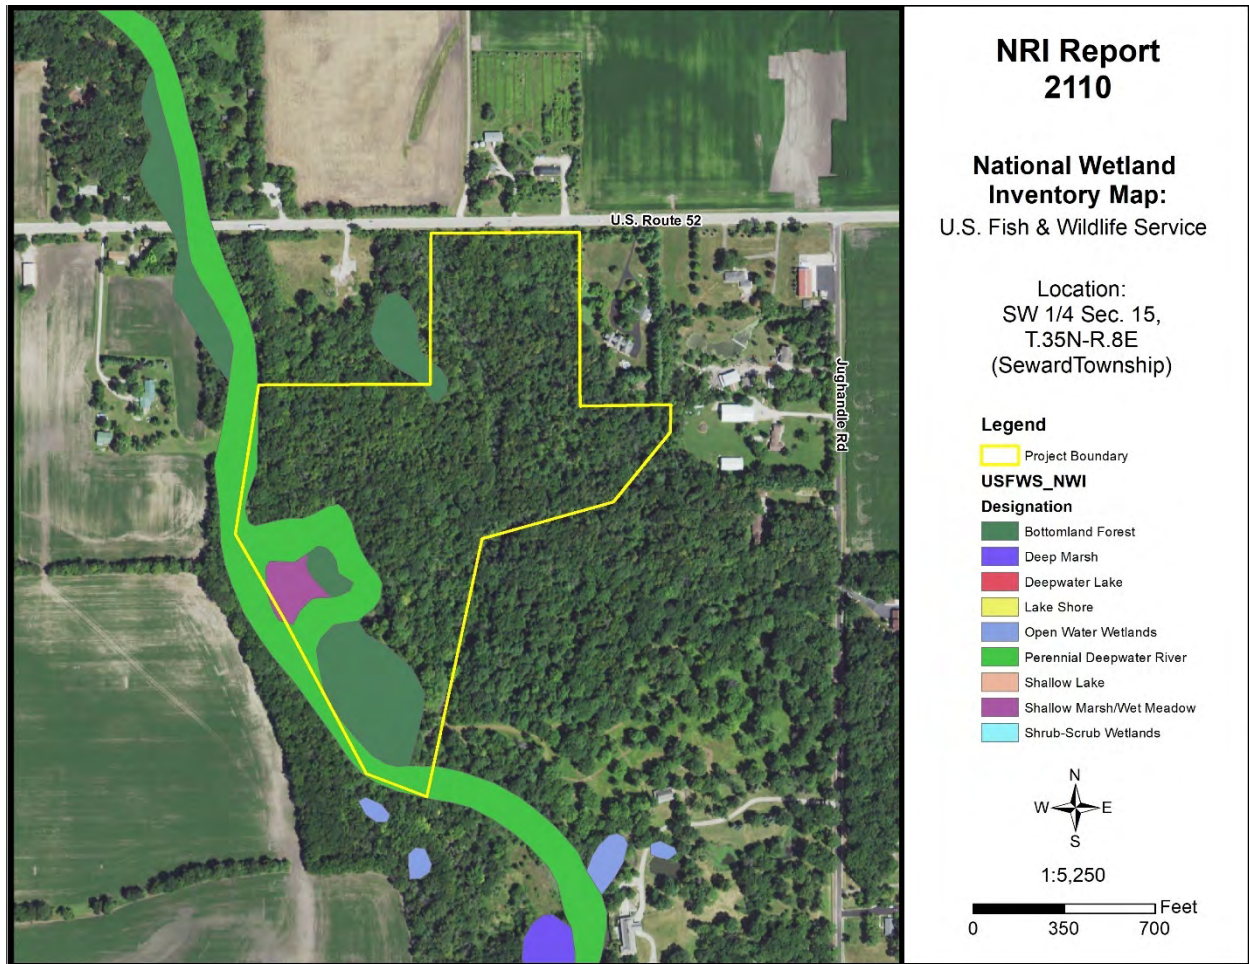 NRI Report
2110
National Wetland
Inventory Map:
U.S. Fish & Wildlife Service
Location:
SW 1/4 Sec. 15,
T.35N-R.8E
(SewardTownship)
Legend
Project Boundary
USFWS_NWI
Designation
Bottomland Forest
Deep Marsh
Deepwater Lake
Lake Shore
Open Water Wetlands
Perennial Deepwater River
Shallow Lake
Shallow Marsh/Wet Meadow
Shrub-Scrub Wetlands
N
W E
S
1:5,250
Feet
0 350 700
U.S. Route 52
Jughandle Rd